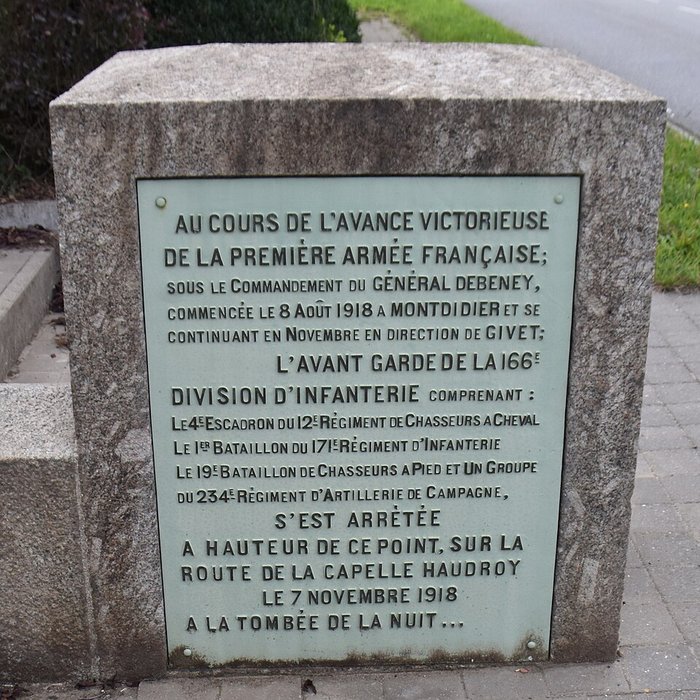 AU COURS DE L'AVANCE VICTORIEUSE
DE LA PREMIÈRE ARMÉE FRANÇAISE;
SOUS LE COMMANDEMENT DU GÉNÉRAL DEBENEY,
COMMENCÉE LE 8 AOÛT 1918 A MONTDIDIER ET SE
CONTINUANT EN NOVEMBRE EN DIRECTION DE GIVET;
L'AVANT GARDE DE LA 166E
DIVISION D'INFANTERIE COMPRENANT :
LE 4E ESCADRON DU 12E RÉGIMENT DE CHASSEURS A CHEVAL
LE 1ER BATAILLON DU 171E RÉGIMENT D'INFANTERIE
LE 19E BATAILLON DE CHASSEURS A PIED ET UN GROUPE
DU 234E RÉGIMENT D'ARTILLERIE DE CAMPAGNE,
S'EST ARRÊTÉE
A HAUTEUR DE CE POINT, SUR LA
ROUTE DE LA CAPELLE HAUDROY
LE 7 NOVEMBRE 1918
A LA TOMBÉE DE LA NUIT...